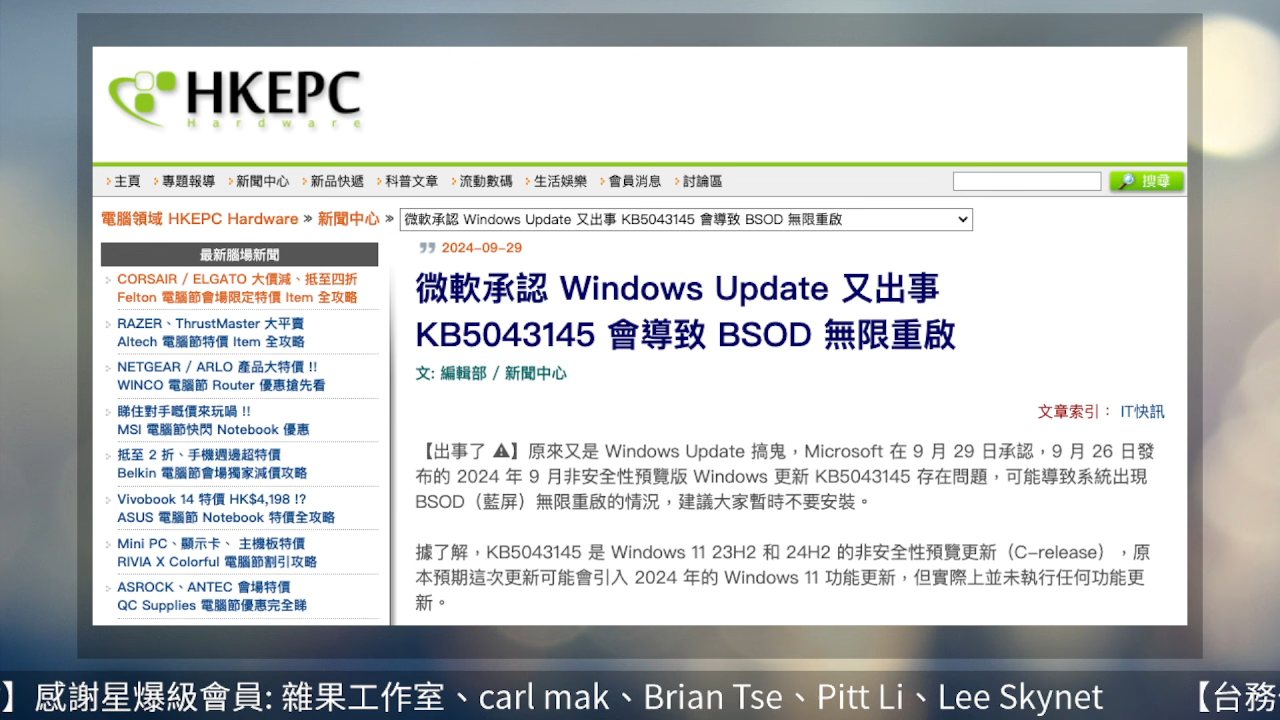 HKEPC
Hardware
主頁 專題報導 新聞中心 新品快遞 科普文章 流動數碼 生活娛樂 會員消息 討論區 搜尋
電腦領域 HKEPC Hardware » 新聞中心 » 微軟承認 Windows Update 又出事 KB5043145 會導致 BSOD 無限重啟
最新腦場新聞
CORSAIR / ELGATO 大價減、抵至四折
Felton 電腦節會場限定特價 Item 全攻略
RAZER、ThrustMaster 大平賣
Altech 電腦節特價 Item 全攻略
NETGEAR / ARLO 產品大特價 !!
WINCO 電腦節 Router 優惠搶先看
睇住對手嘅價來玩喎 !!
MSI 電腦節快閃 Notebook 優惠
抵至 2 折、手機週邊超特價
Belkin 電腦節會場獨家減價攻略
Vivobook 14 特價 HK$4,198 !?
ASUS 電腦節 Notebook 特價全攻略
Mini PC、顯示卡、 主機板特價
RIVIA X Colorful 電腦節割引攻略
ASROCK、ANTEC 會場特價
QC Supplies 電腦節優惠完全睇
2024-09-29
微軟承認 Windows Update 又出事
KB5043145 會導致 BSOD 無限重啟
文: 編輯部 / 新聞中心
文章索引： IT快訊
【出事了 ⚠】原來又是 Windows Update 搞鬼，Microsoft 在 9 月 29 日承認，9 月 26 日發
布的 2024 年 9 月非安全性預覽版 Windows 更新 KB5043145 存在問題，可能導致系統出現
BSOD（藍屏）無限重啟的情況，建議大家暫時不要安裝。
據了解，KB5043145 是 Windows 11 23H2 和 24H2 的非安全性預覽更新（C-release），原
本預期這次更新可能會引入 2024 年的 Windows 11 功能更新，但實際上並未執行任何功能更
新。
】感謝星爆級會員: 雜果工作室、carl mak、Brian Tse、Pitt Li、Lee Skynet 【台務